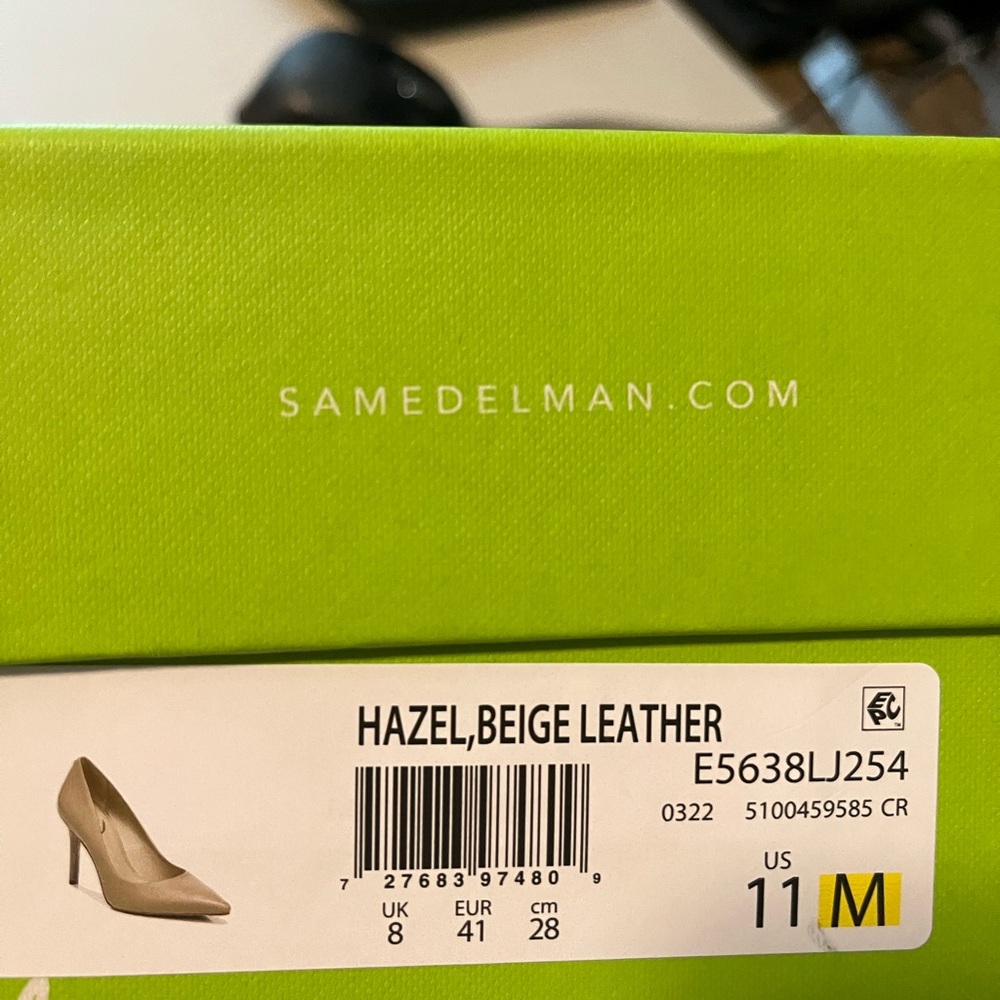 SAMEDELMAN.COM
HAZEL,BEIGE LEATHER
EPC
E5638LJ254
0322 5100459585 CR
7 27683 97480 9
UK EUR cm
8 41 28
US
11 M